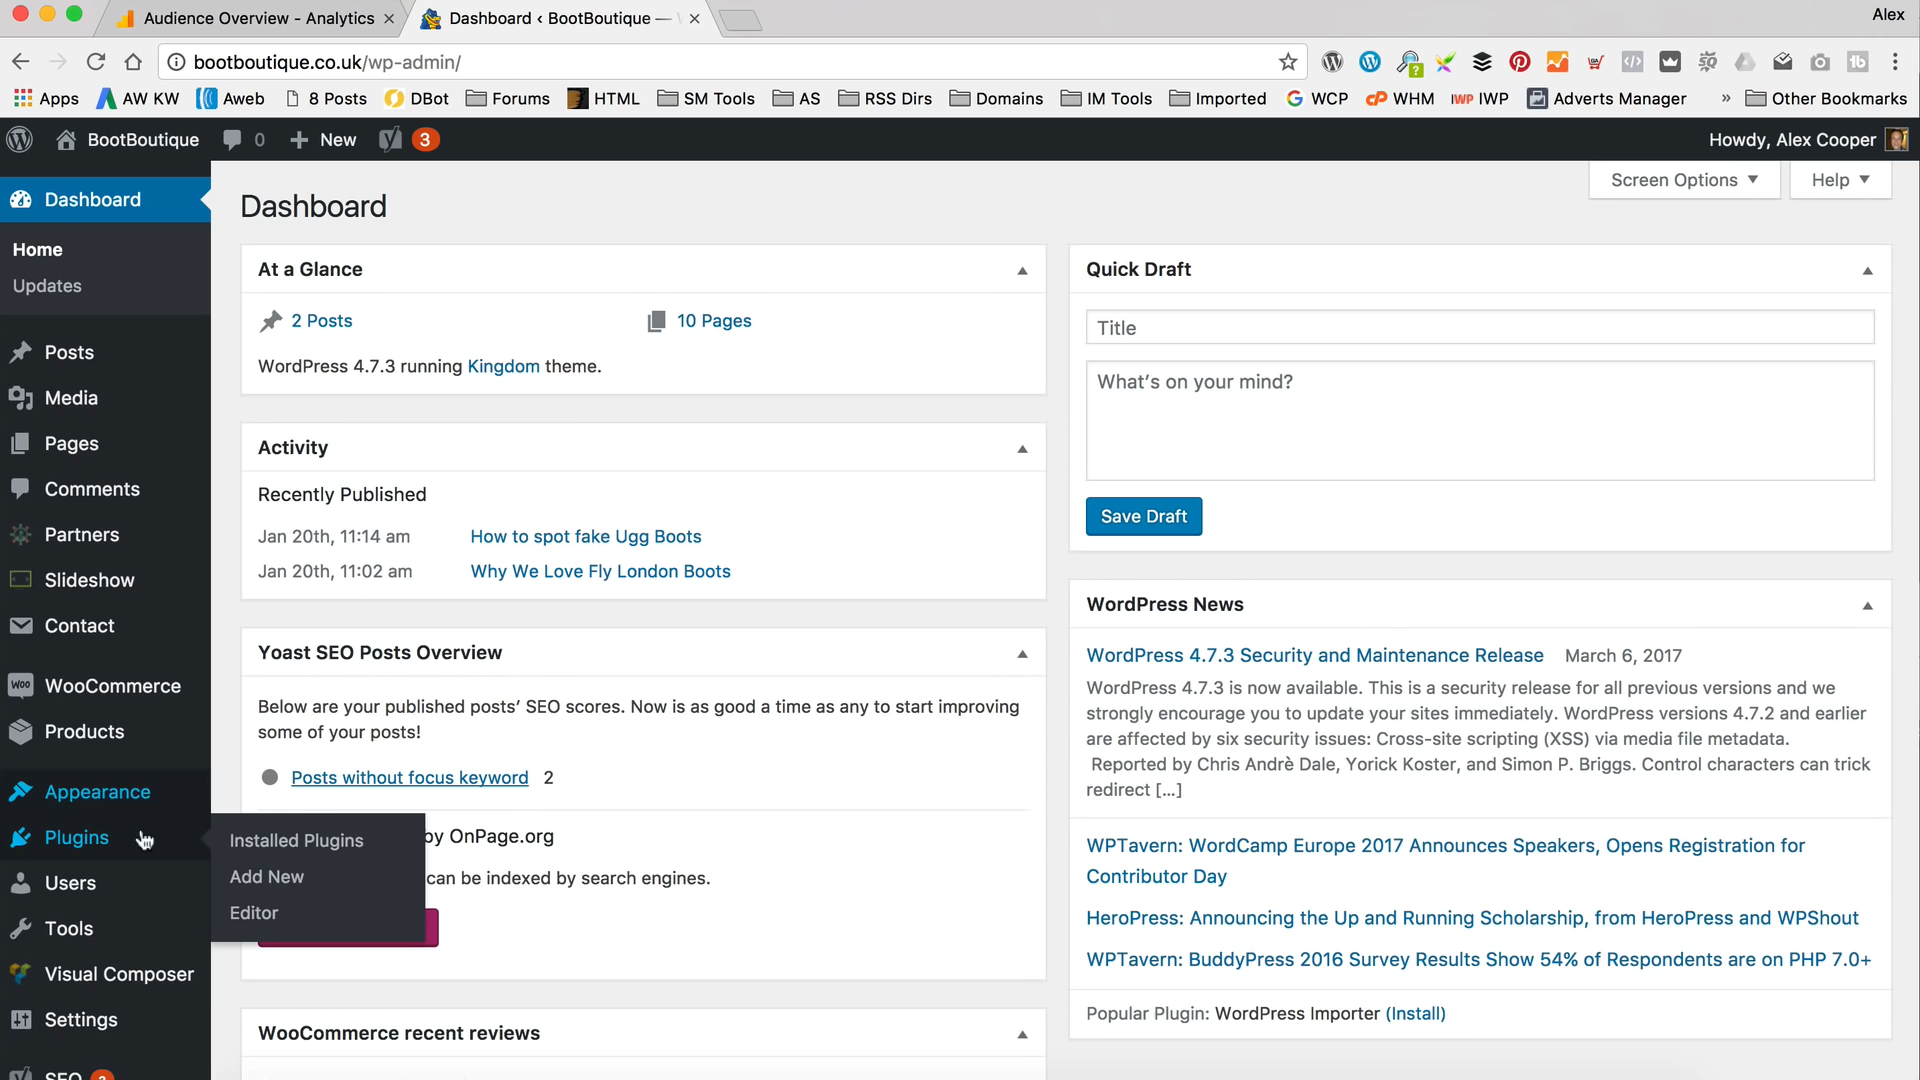 Audience Overview - Analytics
Dashboard ‹ BootBoutique —
Alex
bootboutique.co.uk/wp-admin/
Apps
AW KW
Aweb
8 Posts
DBot
Forums
HTML
SM Tools
AS
RSS Dirs
Domains
IM Tools
Imported
WCP
WHM
IWP IWP
Adverts Manager
»
Other Bookmarks
BootBoutique
0
New
3
Howdy, Alex Cooper
Screen Options
Help
Dashboard
Home
Updates
Posts
Media
Pages
Comments
Partners
Slideshow
Contact
WOO WooCommerce
Products
Appearance
Plugins
Users
Tools
Visual Composer
Settings
SEO
Installed Plugins
Add New
Editor
Dashboard
At a Glance
2 Posts
10 Pages
WordPress 4.7.3 running Kingdom theme.
Activity
Recently Published
Jan 20th, 11:14 am How to spot fake Ugg Boots
Jan 20th, 11:02 am Why We Love Fly London Boots
Yoast SEO Posts Overview
Below are your published posts’ SEO scores. Now is as good a time as any to start improving
some of your posts!
Posts without focus keyword 2
by OnPage.org
can be indexed by search engines.
WooCommerce recent reviews
Quick Draft
Title
What’s on your mind?
Save Draft
WordPress News
WordPress 4.7.3 Security and Maintenance Release March 6, 2017
WordPress 4.7.3 is now available. This is a security release for all previous versions and we
strongly encourage you to update your sites immediately. WordPress versions 4.7.2 and earlier
are affected by six security issues: Cross-site scripting (XSS) via media file metadata.
Reported by Chris Andrè Dale, Yorick Koster, and Simon P. Briggs. Control characters can trick
redirect […]
WPTavern: WordCamp Europe 2017 Announces Speakers, Opens Registration for
Contributor Day
HeroPress: Announcing the Up and Running Scholarship, from HeroPress and WPShout
WPTavern: BuddyPress 2016 Survey Results Show 54% of Respondents are on PHP 7.0+
Popular Plugin: WordPress Importer (Install)